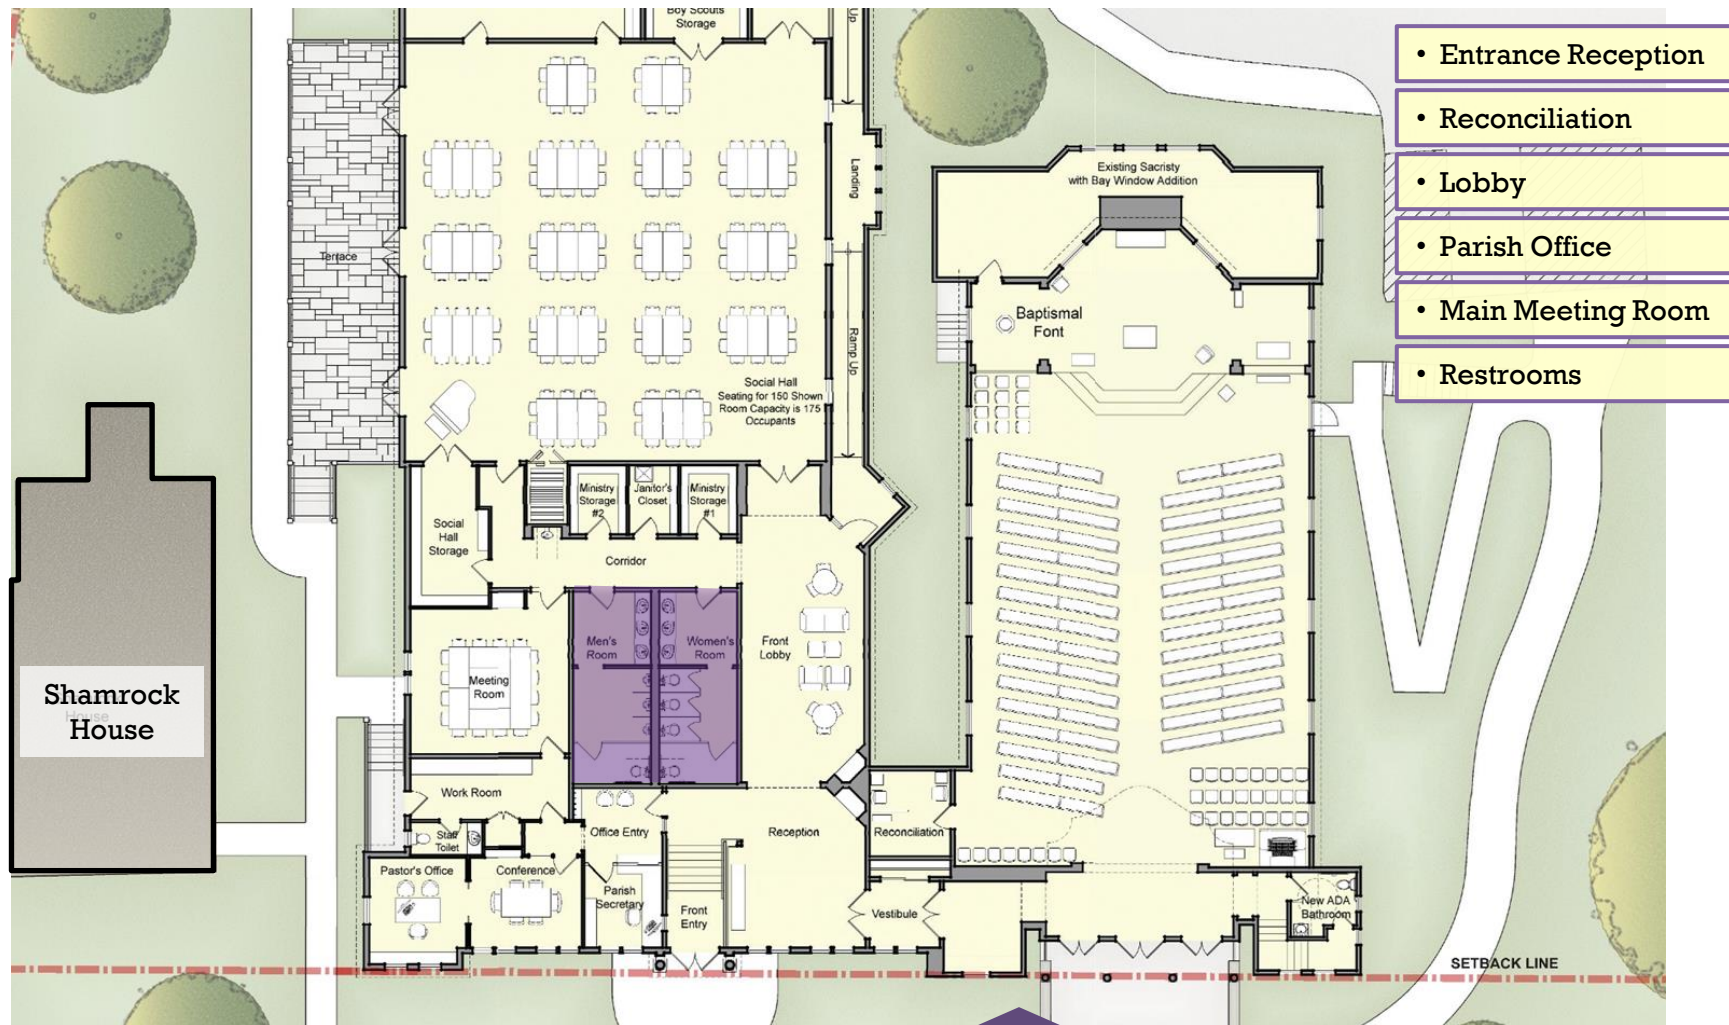 Up
Boy Scouts
Storage
• Entrance Reception
• Reconciliation
• Lobby
• Parish Office
• Main Meeting Room
• Restrooms
Landing
Existing Sacristy
with Bay Window Addition
Terrace
Baptismal
Font
Ramp Up
Social Hall
Seating for 150 Shown
Room Capacity is 175
Occupants
Ministry
Storage
#2
Janitor's
Closet
Ministry
Storage
#1
Social
Hall
Storage
Corridor
Men's
Room
Women's
Room
Front
Lobby
Meeting
Room
Shamrock
House
House
Work Room
Staff
Toilet
Office Entry
Reception
Reconciliation
Pastor's Office
Conference
Parish
Secretary
Front
Entry
Vestibule
New ADA
Bathroom
SETBACK LINE